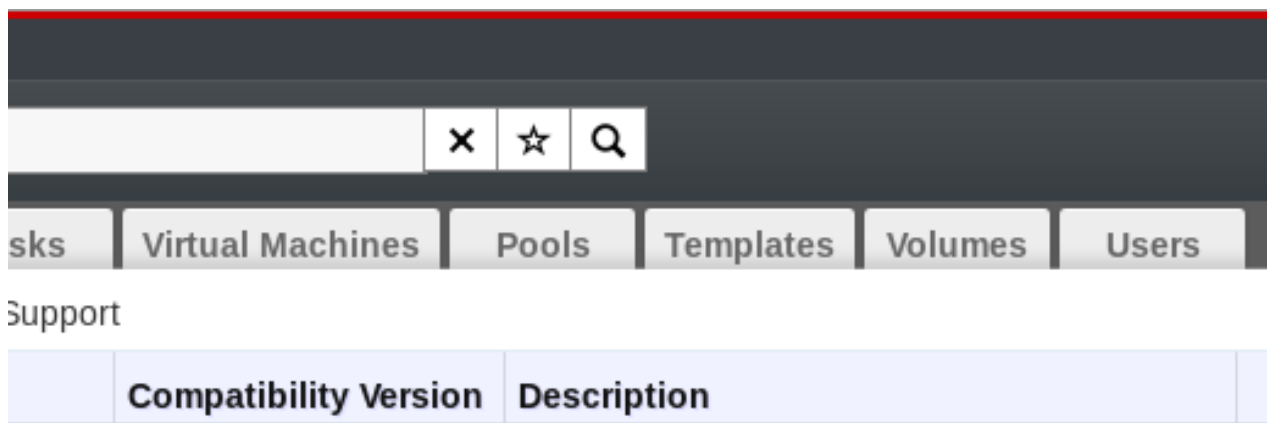 sks Virtual Machines Pools Templates Volumes Users
Support
Compatibility Version Description